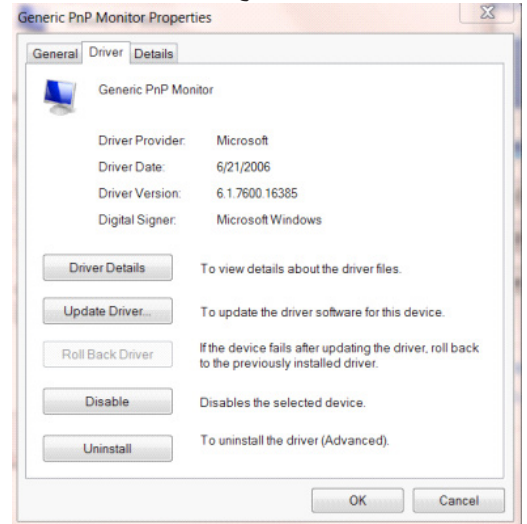 Generic PnP Monitor Properties
General Driver Details
Generic PnP Monitor
Driver Provider: Microsoft
Driver Date: 6/21/2006
Driver Version: 6.1.7600.16385
Digital Signer: Microsoft Windows
Driver Details To view details about the driver files.
Update Driver... To update the driver software for this device.
Roll Back Driver If the device fails after updating the driver, roll back
to the previously installed driver.
Disable Disables the selected device.
Uninstall To uninstall the driver (Advanced).
OK Cancel